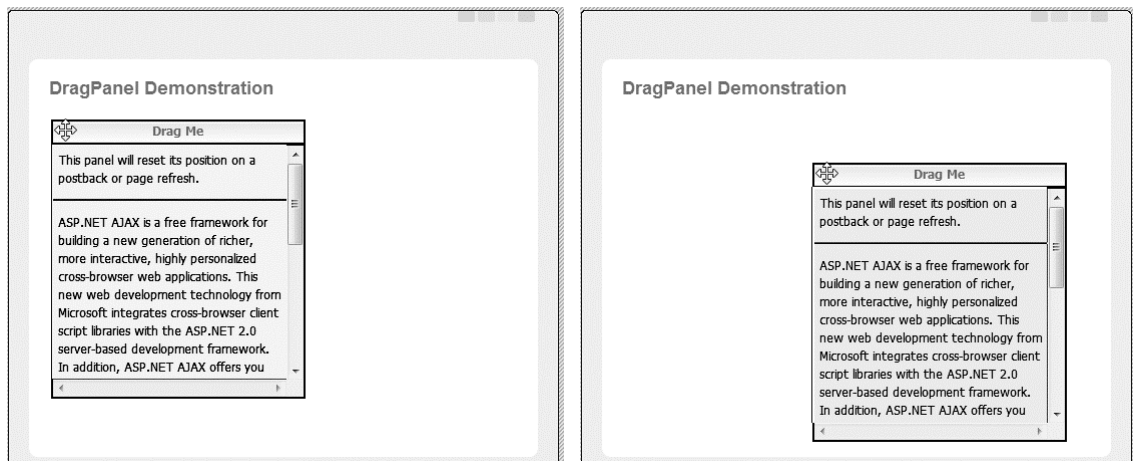 DragPanel Demonstration
Drag Me
This panel will reset its position on a
postback or page refresh.
ASP.NET AJAX is a free framework for
building a new generation of richer,
more interactive, highly personalized
cross-browser web applications. This
new web development technology from
Microsoft integrates cross-browser client
script libraries with the ASP.NET 2.0
server-based development framework.
In addition, ASP.NET AJAX offers you
DragPanel Demonstration
Drag Me
This panel will reset its position on a
postback or page refresh.
ASP.NET AJAX is a free framework for
building a new generation of richer,
more interactive, highly personalized
cross-browser web applications. This
new web development technology from
Microsoft integrates cross-browser client
script libraries with the ASP.NET 2.0
server-based development framework.
In addition, ASP.NET AJAX offers you